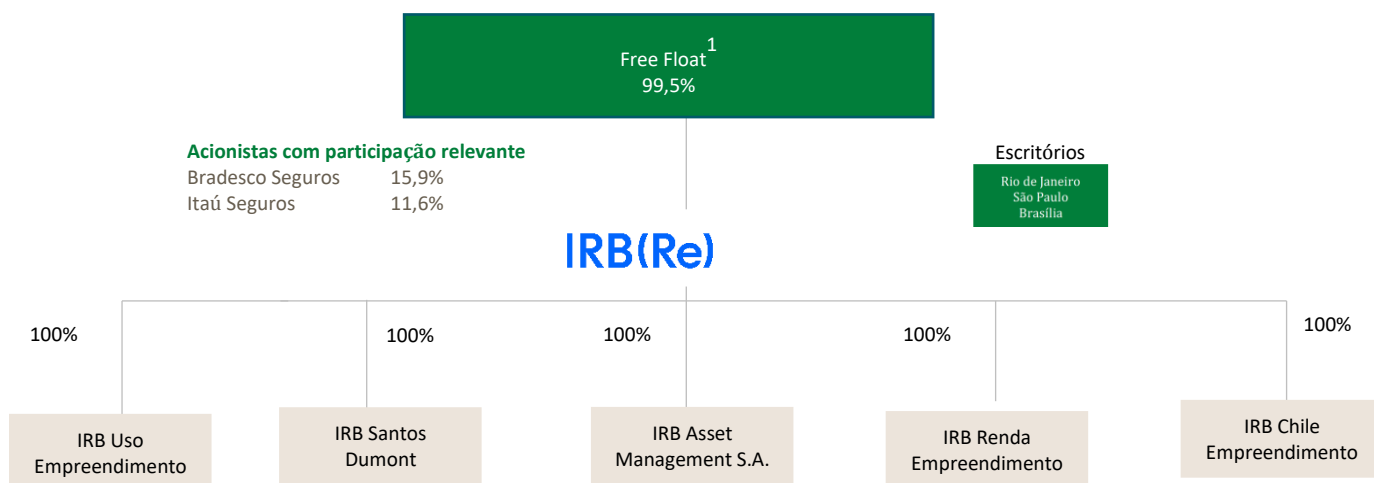 Free Float1
99,5%
Acionistas com participação relevante
Bradesco Seguros 15,9%
Itaú Seguros 11,6%
Escritórios
Rio de Janeiro
São Paulo
Brasília
IRB(Re)
100%
100%
100%
100%
100%
IRB Uso
Empreendimento
IRB Santos
Dumont
IRB Asset
Management S.A.
IRB Renda
Empreendimento
IRB Chile
Empreendimento